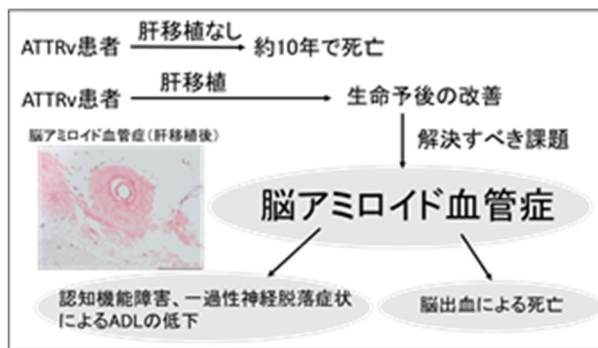 ATTRv患者 肝移植なし 約10年で死亡
ATTRv患者 肝移植 生命予後の改善
脳アミロイド血管症(肝移植後)
解決すべき課題
脳アミロイド血管症
認知機能障害、一過性神経脱落症状
によるADLの低下
脳出血による死亡